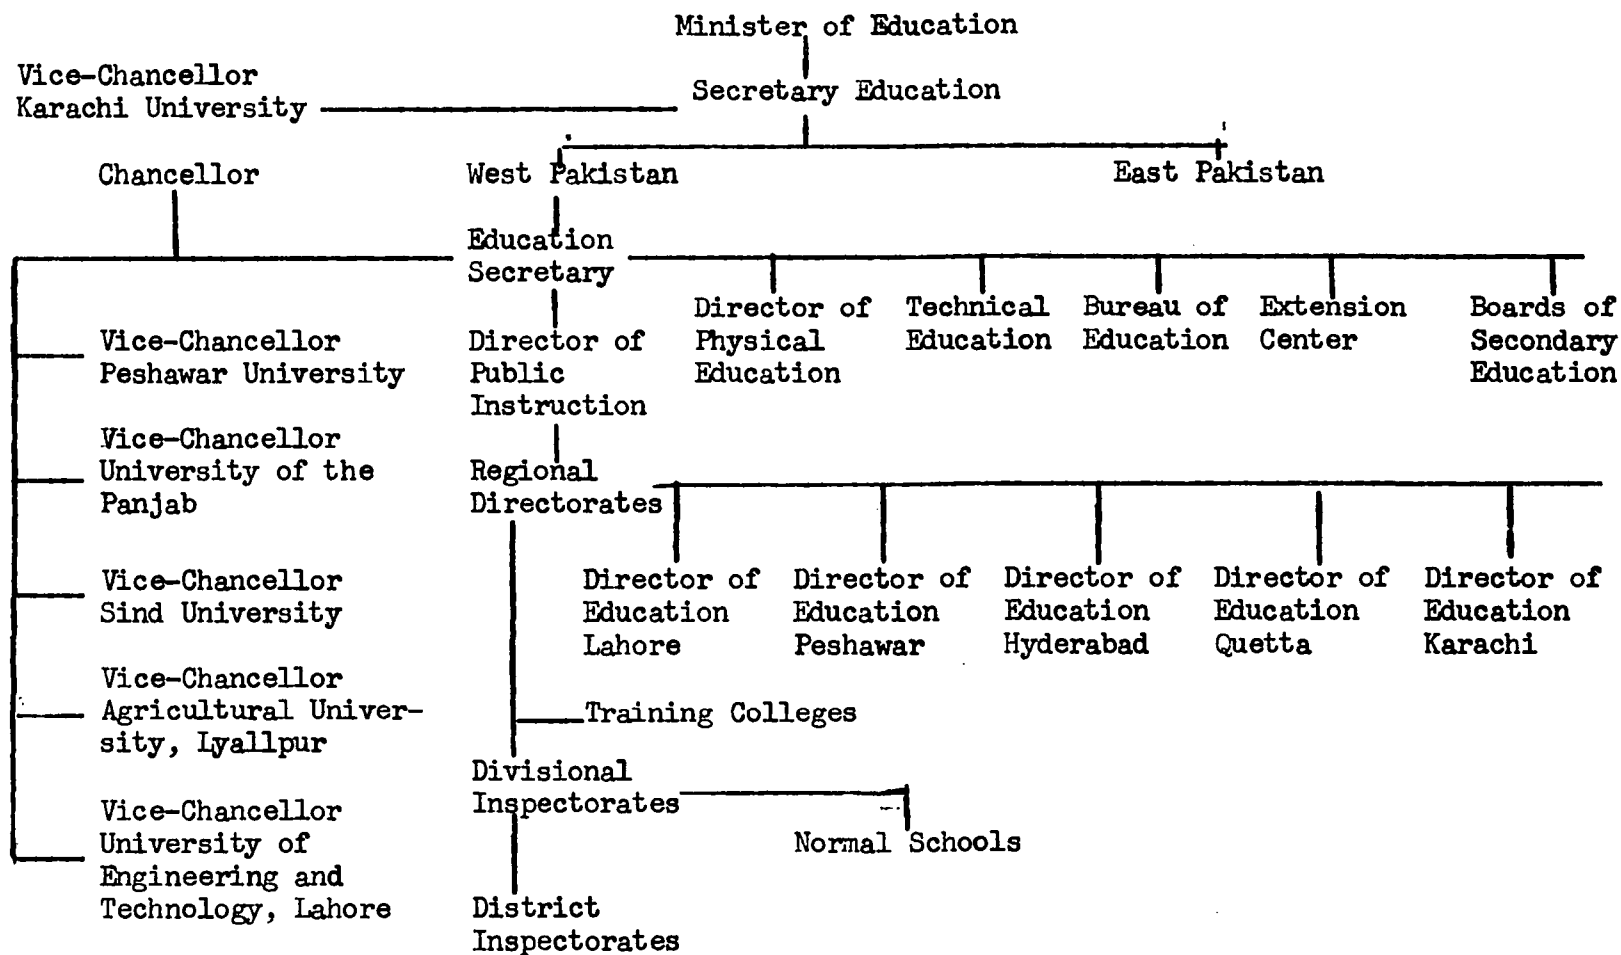 Minister of Education
Vice-Chancellor
Karachi University
Secretary Education
Chancellor
West Pakistan
East Pakistan
Education
Secretary
Director of
Physical
Education
Technical
Education
Bureau of
Education
Extension
Center
Boards of
Secondary
Education
Vice-Chancellor
Peshawar University
Director of
Public
Instruction
Vice-Chancellor
University of the
Panjab
Regional
Directorates
Vice-Chancellor
Sind University
Director of
Education
Lahore
Director of
Education
Peshawar
Director of
Education
Hyderabad
Director of
Education
Quetta
Director of
Education
Karachi
Vice-Chancellor
Agricultural Univer-
sity, Lyallpur
Training Colleges
Divisional
Inspectorates
Normal Schools
Vice-Chancellor
University of
Engineering and
Technology, Lahore
District
Inspectorates